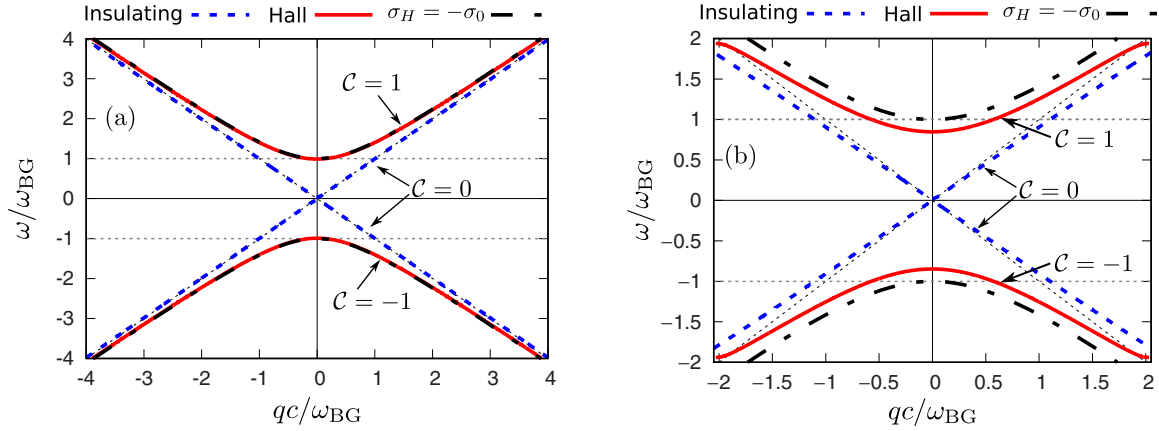 Insulating Hall σ_H = −σ_0
4
3
2
1
0
-1
-2
-3
-4
ω/ω_BG
(a)
C = 1
C = 0
C = −1
-4 -3 -2 -1 0 1 2 3 4
qc/ω_BG
Insulating Hall σ_H = −σ_0
2
1.5
1
0.5
0
−0.5
−1
−1.5
−2
ω/ω_BG
(b)
C = 1
C = 0
C = −1
−2 −1.5 −1 −0.5 0 0.5 1 1.5 2
qc/ω_BG